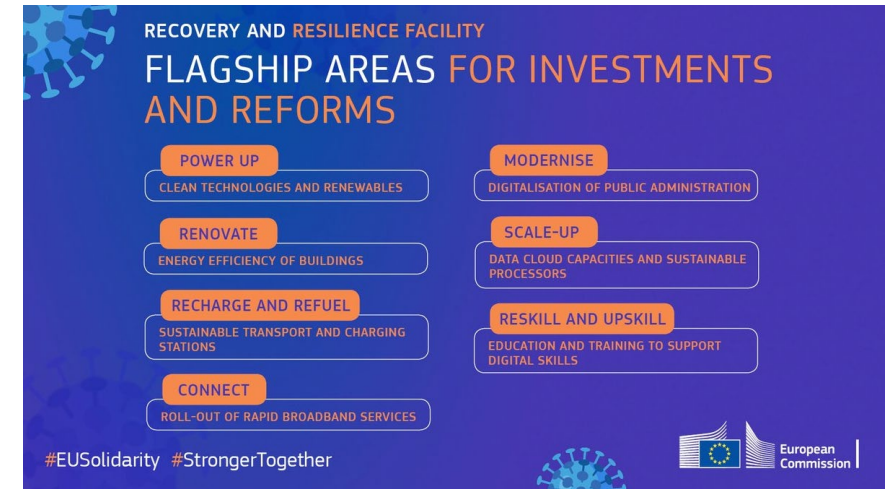 RECOVERY AND RESILIENCE FACILITY
FLAGSHIP AREAS FOR INVESTMENTS
AND REFORMS
POWER UP
CLEAN TECHNOLOGIES AND RENEWABLES
RENOVATE
ENERGY EFFICIENCY OF BUILDINGS
RECHARGE AND REFUEL
SUSTAINABLE TRANSPORT AND CHARGING
STATIONS
CONNECT
ROLL-OUT OF RAPID BROADBAND SERVICES
MODERNISE
DIGITALISATION OF PUBLIC ADMINISTRATION
SCALE-UP
DATA CLOUD CAPACITIES AND SUSTAINABLE
PROCESSORS
RESKILL AND UPSKILL
EDUCATION AND TRAINING TO SUPPORT
DIGITAL SKILLS
#EUSolidarity #StrongerTogether
European
Commission